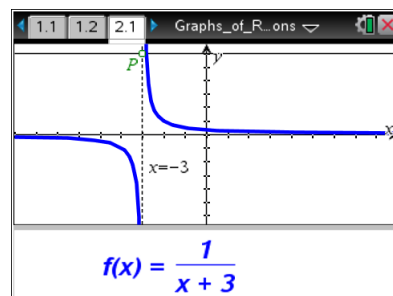 1.1 1.2 2.1 Graphs_of_R...ons
P y
x
x=-3
f(x) = 1
x + 3